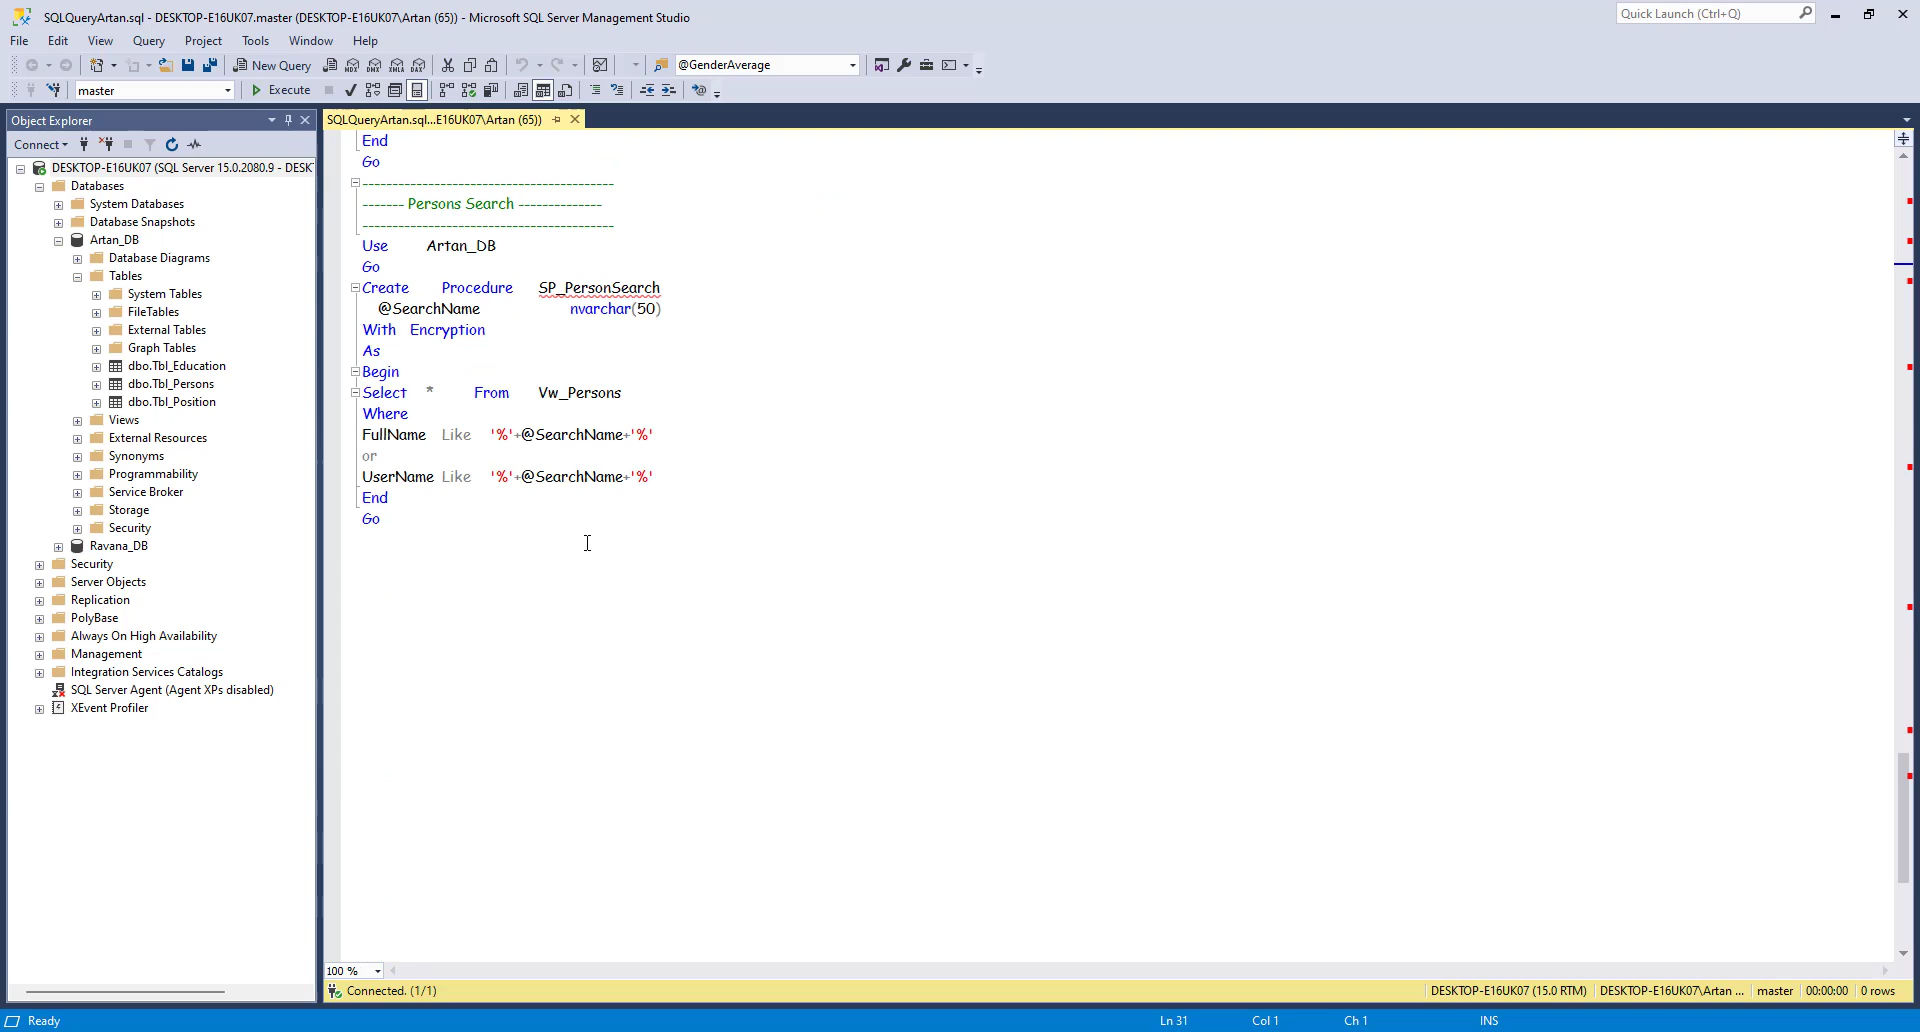 SQLQueryArtan.sql - DESKTOP-E16UK07.master (DESKTOP-E16UK07\Artan (65)) - Microsoft SQL Server Management Studio
Quick Launch (Ctrl+Q)
File Edit View Query Project Tools Window Help
New Query
@GenderAverage
master
Execute
Object Explorer
Connect
DESKTOP-E16UK07 (SQL Server 15.0.2080.9 - DESK
Databases
System Databases
Database Snapshots
Artan_DB
Database Diagrams
Tables
System Tables
FileTables
External Tables
Graph Tables
dbo.Tbl_Education
dbo.Tbl_Persons
dbo.Tbl_Position
Views
External Resources
Synonyms
Programmability
Service Broker
Storage
Security
Ravana_DB
Security
Server Objects
Replication
PolyBase
Always On High Availability
Management
Integration Services Catalogs
SQL Server Agent (Agent XPs disabled)
XEvent Profiler
SQLQueryArtan.sql...E16UK07\Artan (65))
End
Go
------------------------------------------
------- Persons Search --------------
------------------------------------------
Use Artan_DB
Go
Create Procedure SP_PersonSearch
@SearchName nvarchar(50)
With Encryption
As
Begin
Select * From Vw_Persons
Where
FullName Like '%'+@SearchName+'%'
or
UserName Like '%'+@SearchName+'%'
End
Go
100 %
Connected. (1/1)
DESKTOP-E16UK07 (15.0 RTM) DESKTOP-E16UK07\Artan ... master 00:00:00 0 rows
Ready Ln 31 Col 1 Ch 1 INS